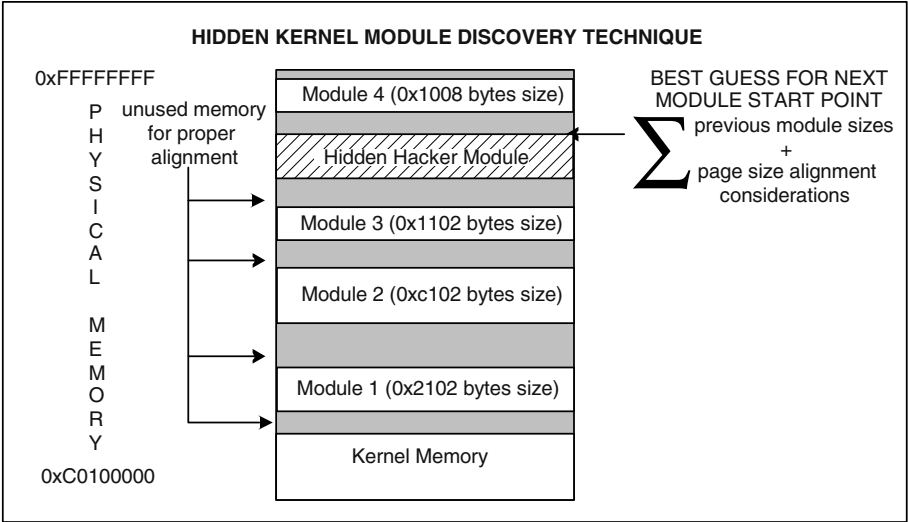 HIDDEN KERNEL MODULE DISCOVERY TECHNIQUE
0xFFFFFFFF
PHYSICAL MEMORY
0xC0100000
unused memory
for proper
alignment
Module 4 (0x1008 bytes size)
Hidden Hacker Module
Module 3 (0x1102 bytes size)
Module 2 (0xc102 bytes size)
Module 1 (0x2102 bytes size)
Kernel Memory
BEST GUESS FOR NEXT
MODULE START POINT
∑ previous module sizes
+
page size alignment
considerations